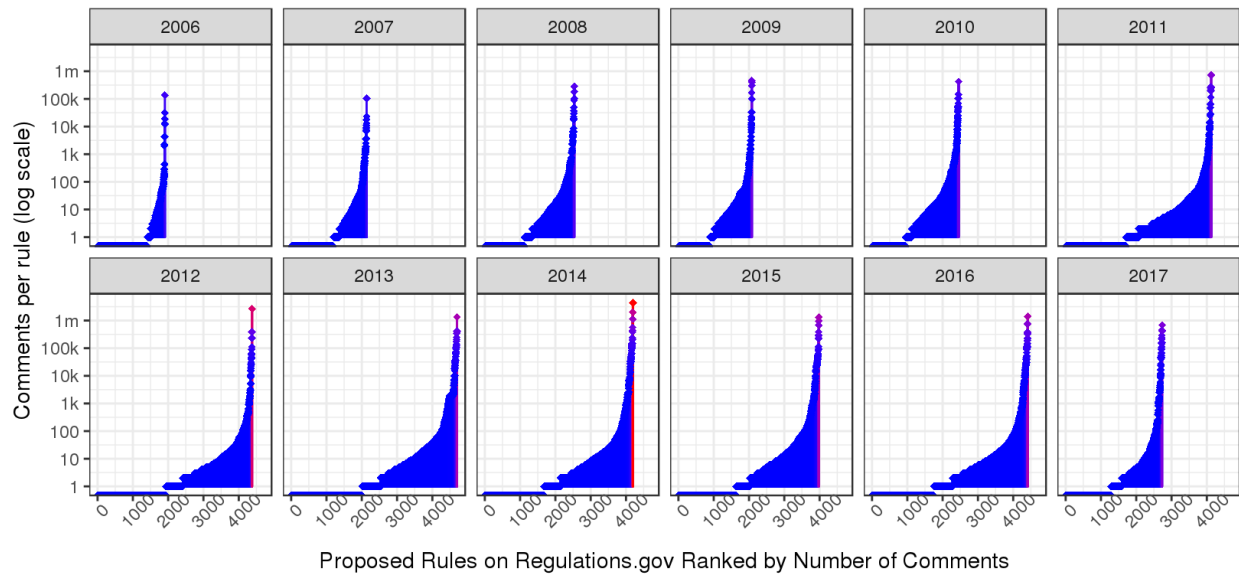 2006 2007 2008 2009 2010 2011
1m
100k
10k
1k
100
10
1
2012 2013 2014 2015 2016 2017
1m
100k
10k
1k
100
10
1
0 1000 2000 3000 4000 0 1000 2000 3000 4000 0 1000 2000 3000 4000 0 1000 2000 3000 4000 0 1000 2000 3000 4000 0 1000 2000 3000 4000
Comments per rule (log scale)
Proposed Rules on Regulations.gov Ranked by Number of Comments